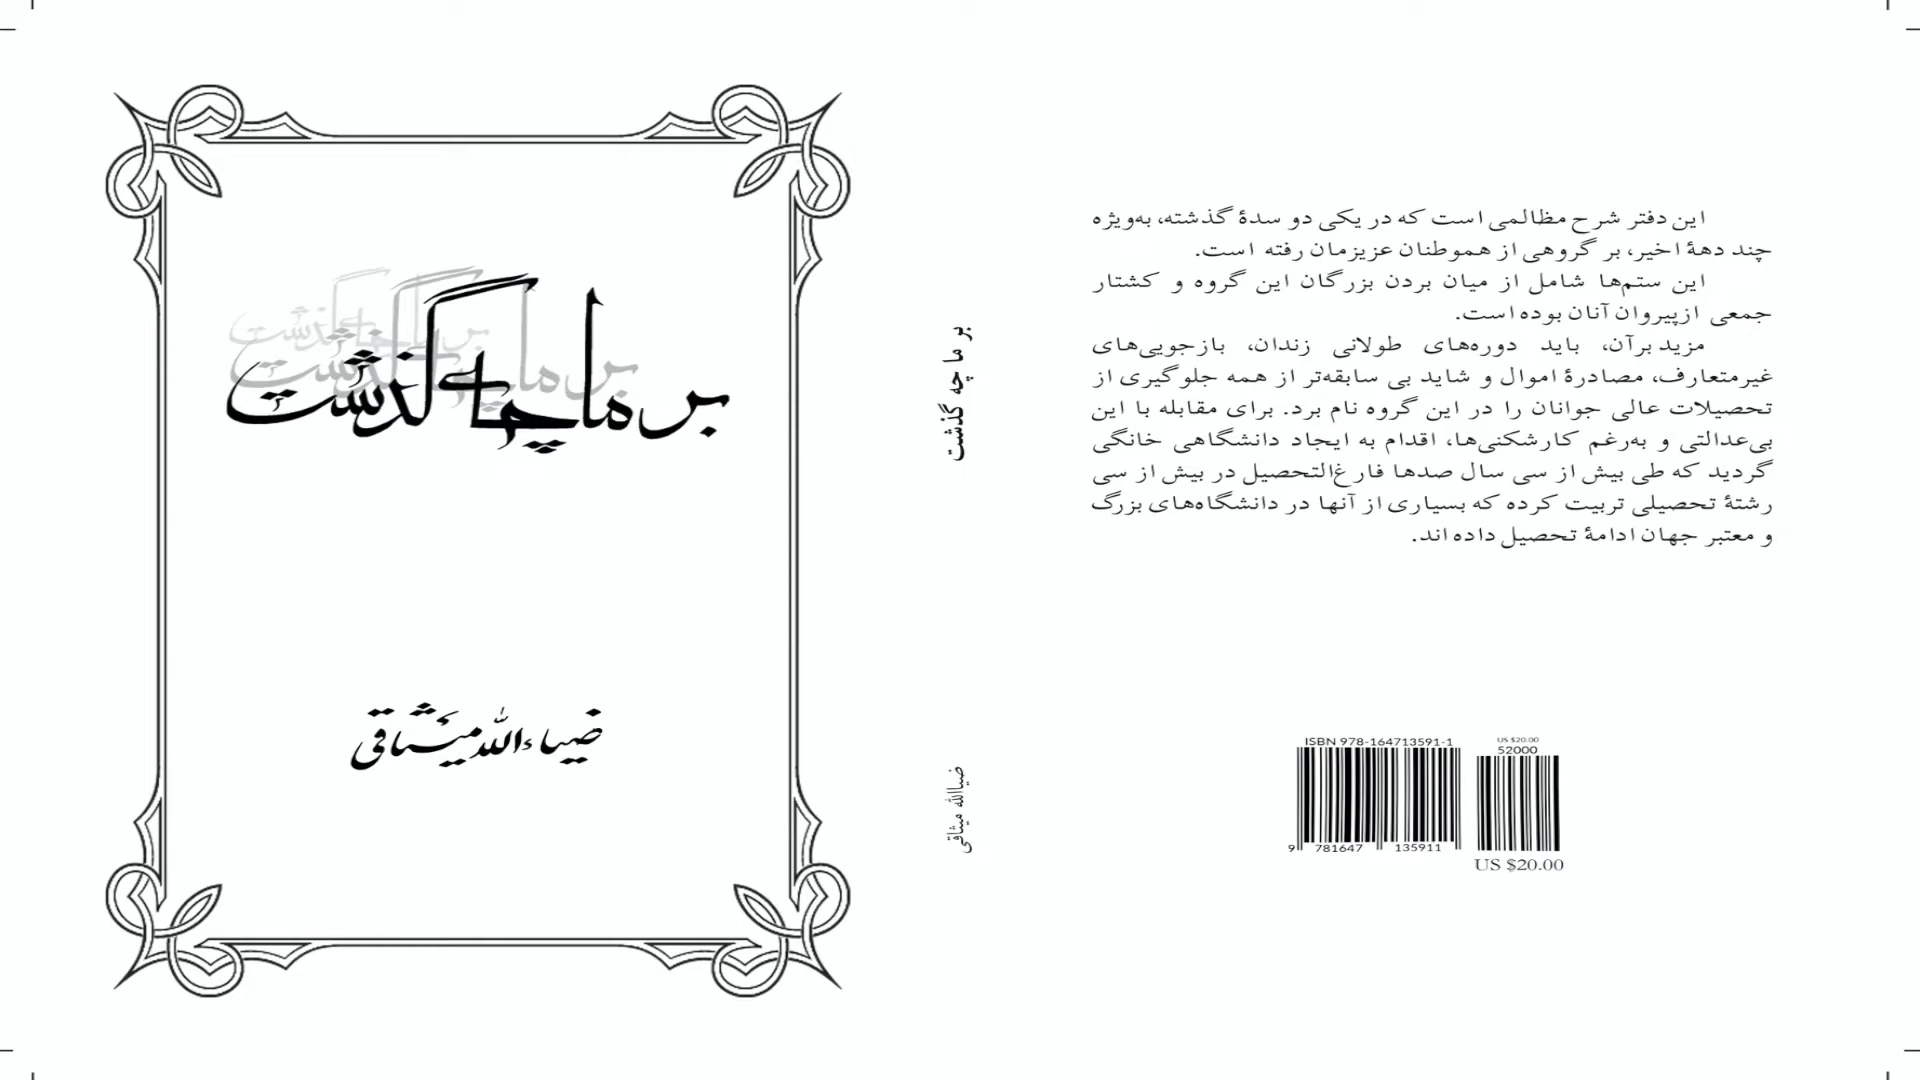 بر ما چه گذشت
ضیاءالله میثاقی
بر ما چه گذشت
ضیاالله میثاقی
این دفتر شرح مظالمی است که در یکی دو سدهٔ گذشته، به‌ویژه
چند دههٔ اخیر، بر گروهی از هموطنان عزیزمان رفته است.
این ستم‌ها شامل از میان بردن بزرگان این گروه و کشتار
جمعی ازپیروان آنان بوده است.
مزید برآن، باید دوره‌های طولانی زندان، بازجویی‌های
غیرمتعارف، مصادرهٔ اموال و شاید بی سابقه‌تر از همه جلوگیری از
تحصیلات عالی جوانان را در این گروه نام برد. برای مقابله با این
بی‌عدالتی و به‌رغم کارشکنی‌ها، اقدام به ایجاد دانشگاهی خانگی
گردید که طی بیش از سی سال صدها فارغ‌التحصیل در بیش از سی
رشتهٔ تحصیلی تربیت کرده که بسیاری از آنها در دانشگاه‌های بزرگ
و معتبر جهان ادامهٔ تحصیل داده اند.
ISBN 978-164713591-1
US $20.00
52000
9 781647 135911
US $20.00